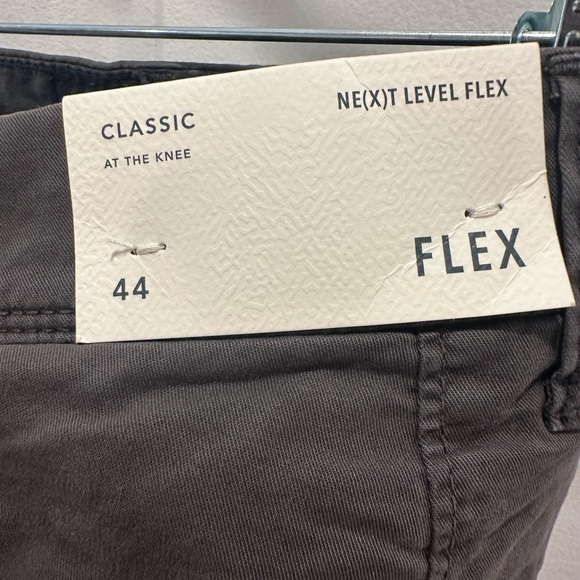 CLASSIC
AT THE KNEE
NE(X)T LEVEL FLEX
44
FLEX